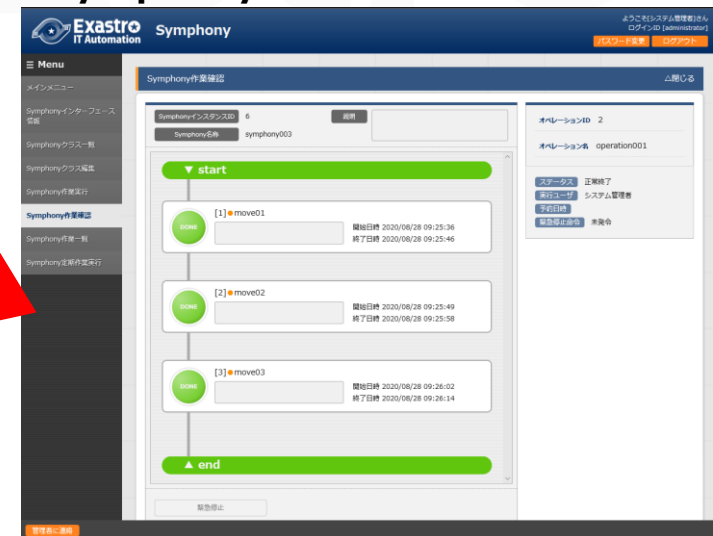 Exastro
IT Automation
Symphony
ようこそ[システム管理者]さん
ログインID [administrator]
パスワード変更
ログアウト
Menu
メインメニュー
Symphonyインターフェース
情報
Symphonyクラス一覧
Symphonyクラス編集
Symphony作業実行
Symphony作業確認
Symphony作業一覧
Symphony定期作業実行
Symphony作業確認
△閉じる
SymphonyインスタンスID 6 説明
Symphony名称 symphony003
▼ start
DONE
[1]●move01
開始日時 2020/08/28 09:25:36
終了日時 2020/08/28 09:25:46
DONE
[2]●move02
開始日時 2020/08/28 09:25:49
終了日時 2020/08/28 09:25:58
DONE
[3]●move03
開始日時 2020/08/28 09:26:02
終了日時 2020/08/28 09:26:14
▲ end
緊急停止
オペレーションID 2
オペレーション名 operation001
ステータス 正常終了
実行ユーザ システム管理者
予約日時
緊急停止命令 未発令
管理者に連絡